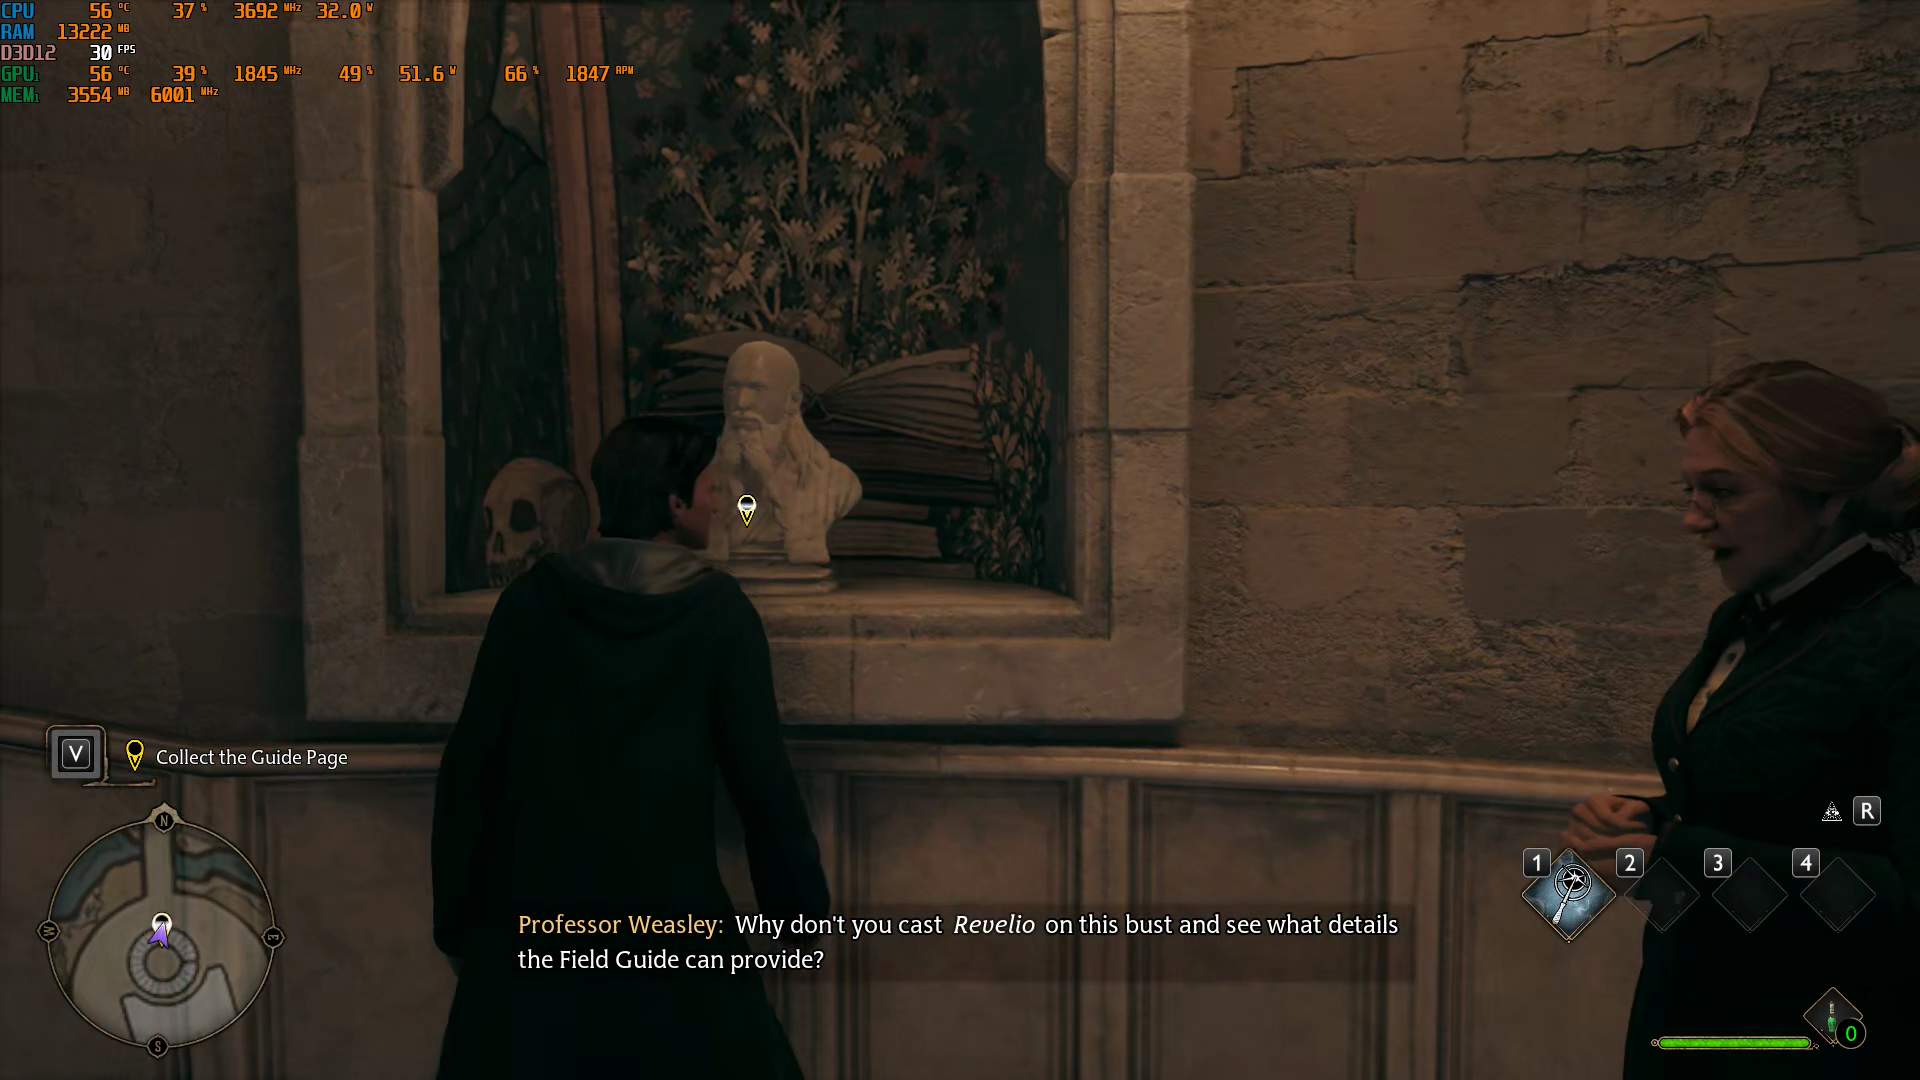 CPU 56 °C 37 % 3692 MHz 32.0 W
RAM 13222 MB
D3D12 30 FPS
GPU1 56 °C 39 % 1845 MHz 49 % 51.6 W 66 % 1847 RPM
MEM1 3554 MB 6001 MHz
V Collect the Guide Page
N
W
E
S
R
1 2 3 4
Professor Weasley: Why don't you cast Revelio on this bust and see what details
the Field Guide can provide?
0